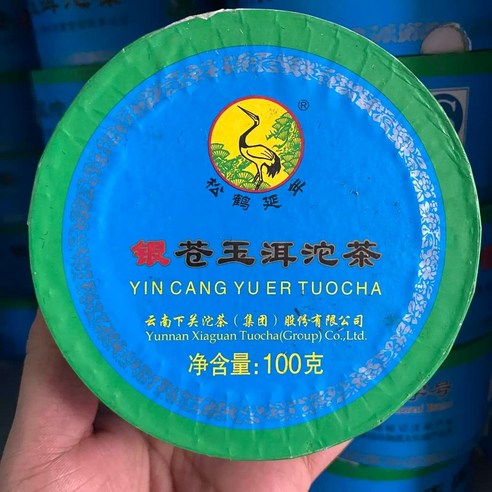 ®
松鹤延年
银苍玉洱沱茶
YIN CANG YU ER TUOCHA
云南下关沱茶（集团）股份有限公司
Yunnan Xiaguan Tuocha(Group) Co.,Ltd.
净含量:100克